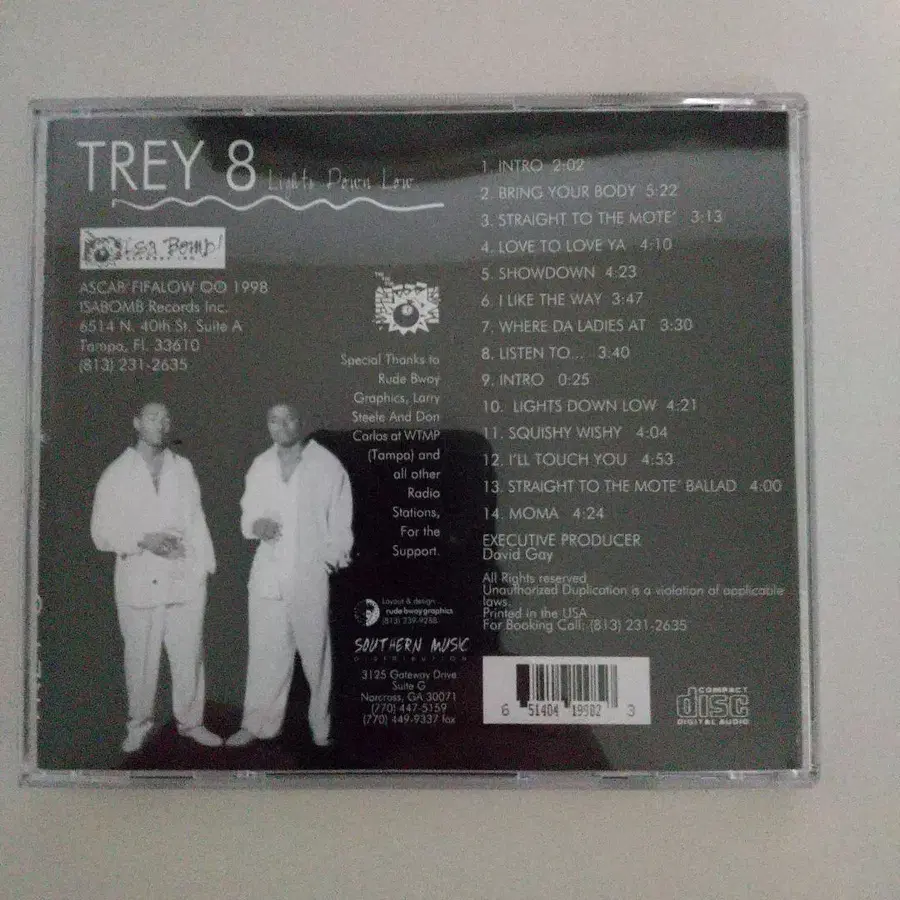 TREY 8 Lights Down Low
Isa Bomb!
ASCAP/FIFALOW ©℗ 1998
ISABOMB Records Inc.
6514 N. 40th St. Suite A
Tampa, Fl. 33610
(813) 231-2635
Special Thanks to
Rude Bwoy
Graphics, Larry
Steele And Don
Carlos at WTMP
(Tampa) and
all other
Radio
Stations,
For the
Support.
Layout & design...
rude bwoy graphics
(813) 239-9288
SOUTHERN MUSIC
DISTRIBUTION
3125 Gateway Drive
Suite G
Norcross, GA 30071
(770) 447-5159
(770) 449-9337 fax
1. INTRO 2:02
2. BRING YOUR BODY 5:22
3. STRAIGHT TO THE MOTE' 3:13
4. LOVE TO LOVE YA 4:10
5. SHOWDOWN 4:23
6. I LIKE THE WAY 3:47
7. WHERE DA LADIES AT 3:30
8. LISTEN TO... 3:40
9. INTRO 0:25
10. LIGHTS DOWN LOW 4:21
11. SQUISHY WISHY 4:04
12. I'LL TOUCH YOU 4:53
13. STRAIGHT TO THE MOTE' BALLAD 4:00
14. MOMA 4:24
EXECUTIVE PRODUCER
David Gay
All Rights reserved
Unauthorized Duplication is a violation of applicable
laws.
Printed in the USA
For Booking Call: (813) 231-2635
6 51404 19902 3
COMPACT
disc
DIGITAL AUDIO